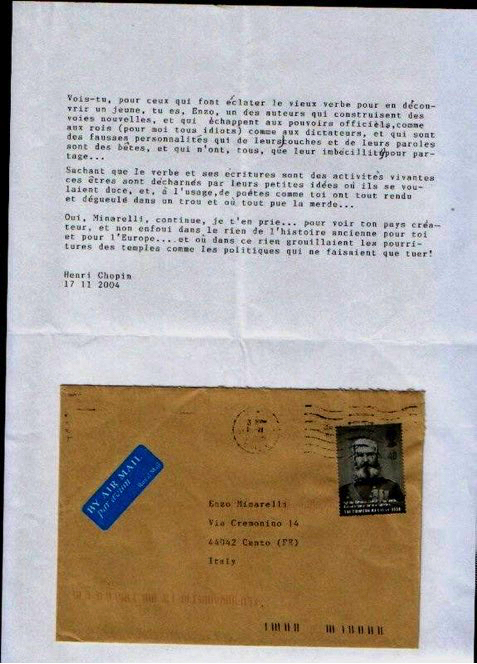 Vois-tu, pour ceux qui font éclater le vieux verbe pour en décou-
vrir un jeune, tu es, Enzo, un des auteurs qui construisent des
voies nouvelles, et qui échappent aux pouvoirs officiels, comme
aux rois (pour moi tous idiots) comme aux dictateurs, et qui sont
des fausses personnalités qui de leurs couches et de leurs paroles
sont des bêtes, et qui n'ont, tous, que leur imbécillité pour par-
tage...
Sachant que le verbe et ses écritures sont des activités vivantes
ces êtres sont décharnés par leurs petites idées où ils se vou-
laient duce, et, à l'usage, de poètes comme toi ont tout rendu
et dégueulé dans un trou et où tout pue la merde...
Oui, Minarelli, continue, je t'en prie... pour voir ton pays créa-
teur, et non enfoui dans le rien de l'histoire ancienne pour toi
et pour l'Europe... et où dans ce rien grouillaient les pourri-
tures des temples comme les politiques qui ne faisaient que tuer!
Henri Chopin
17 11 2004
BY AIR MAIL
par avion
Royal Mail
Enzo Minarelli
Via Cremonino 14
44042 Cento (FE)
Italy